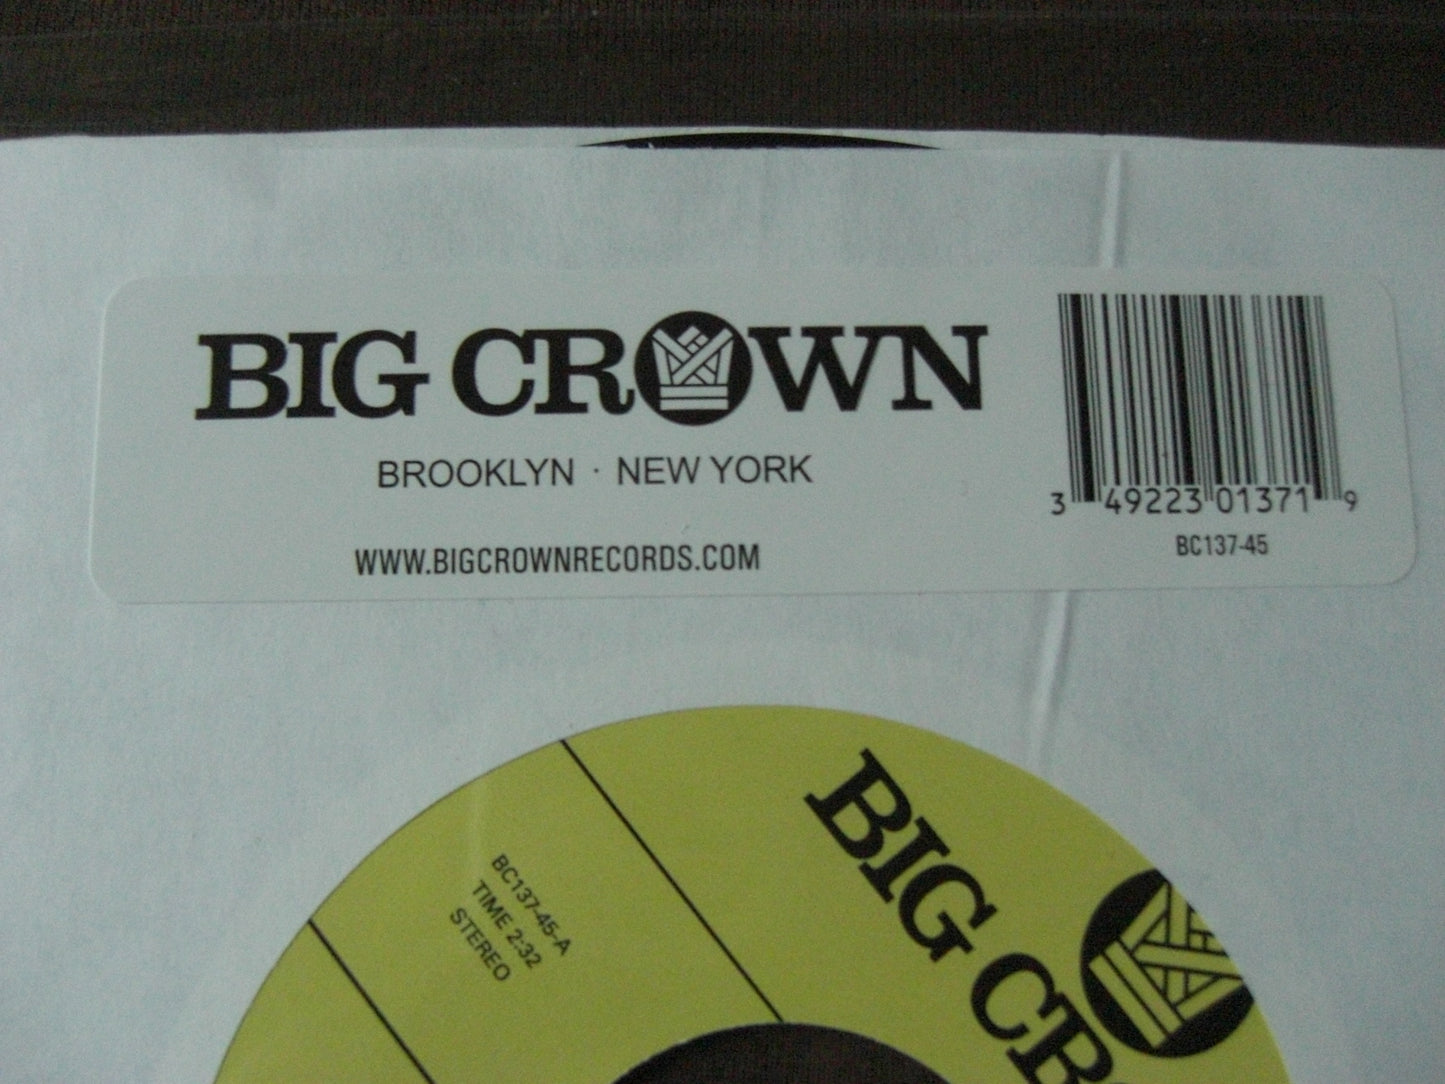 BIG CROWN
BROOKLYN · NEW YORK
WWW.BIGCROWNRECORDS.COM
3 49223 01371 9
BC137-45
BC137-45-A
TIME 2:32
STEREO
BIG CRO